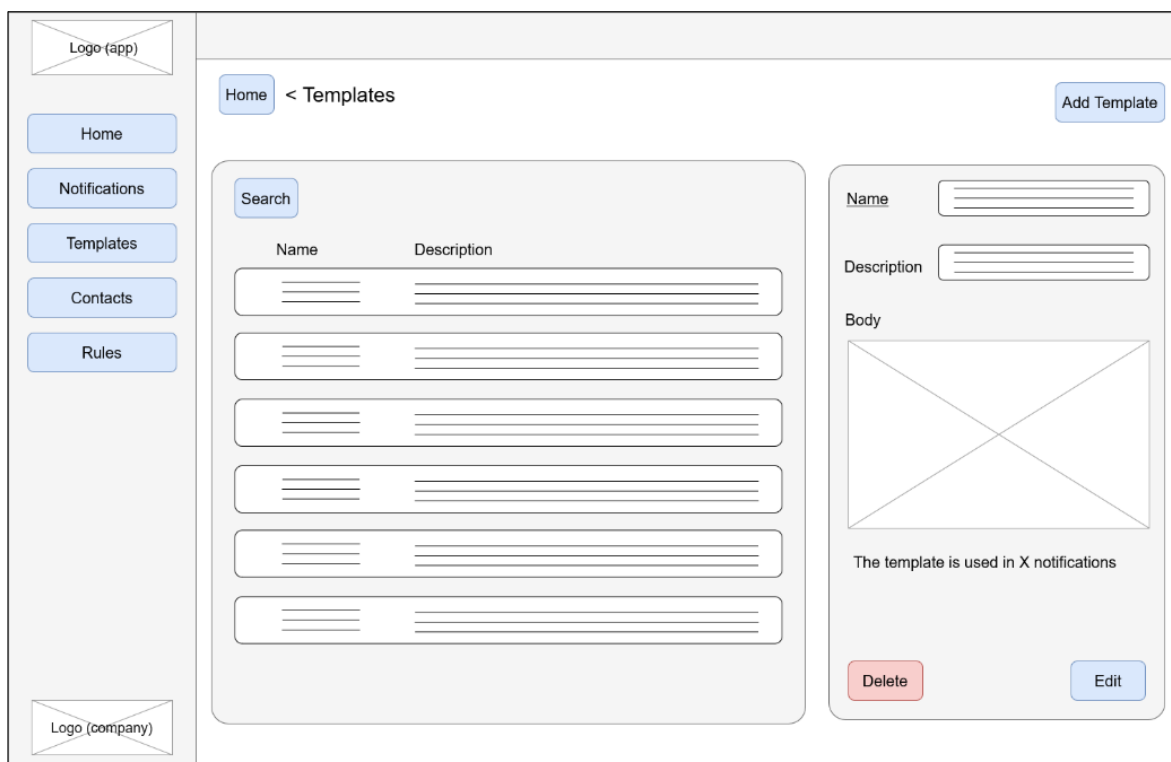 Logo (app)
Home
Notifications
Templates
Contacts
Rules
Logo (company)
Home < Templates
Add Template
Search
Name Description
Name
Description
Body
The template is used in X notifications
Delete Edit